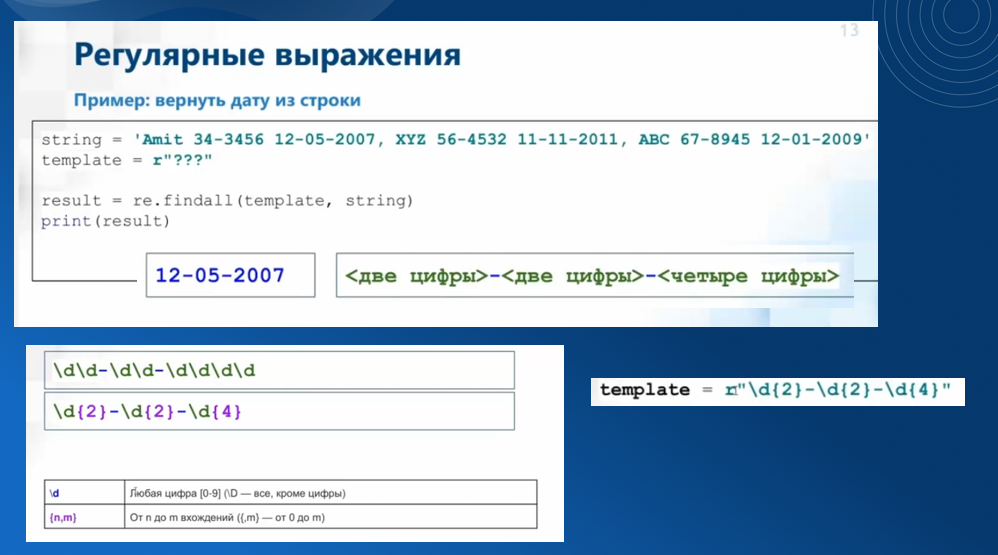 13
Регулярные выражения
Пример: вернуть дату из строки
string = 'Amit 34-3456 12-05-2007, XYZ 56-4532 11-11-2011, ABC 67-8945 12-01-2009'
template = r"???"
result = re.findall(template, string)
print(result)
12-05-2007
<две цифры>-<две цифры>-<четыре цифры>
\d\d-\d\d-\d\d\d\d
\d{2}-\d{2}-\d{4}
template = r"\d{2}-\d{2}-\d{4}"
\d Любая цифра [0-9] (\D — все, кроме цифры)
{n,m} От n до m вхождений ({,m} — от 0 до m)